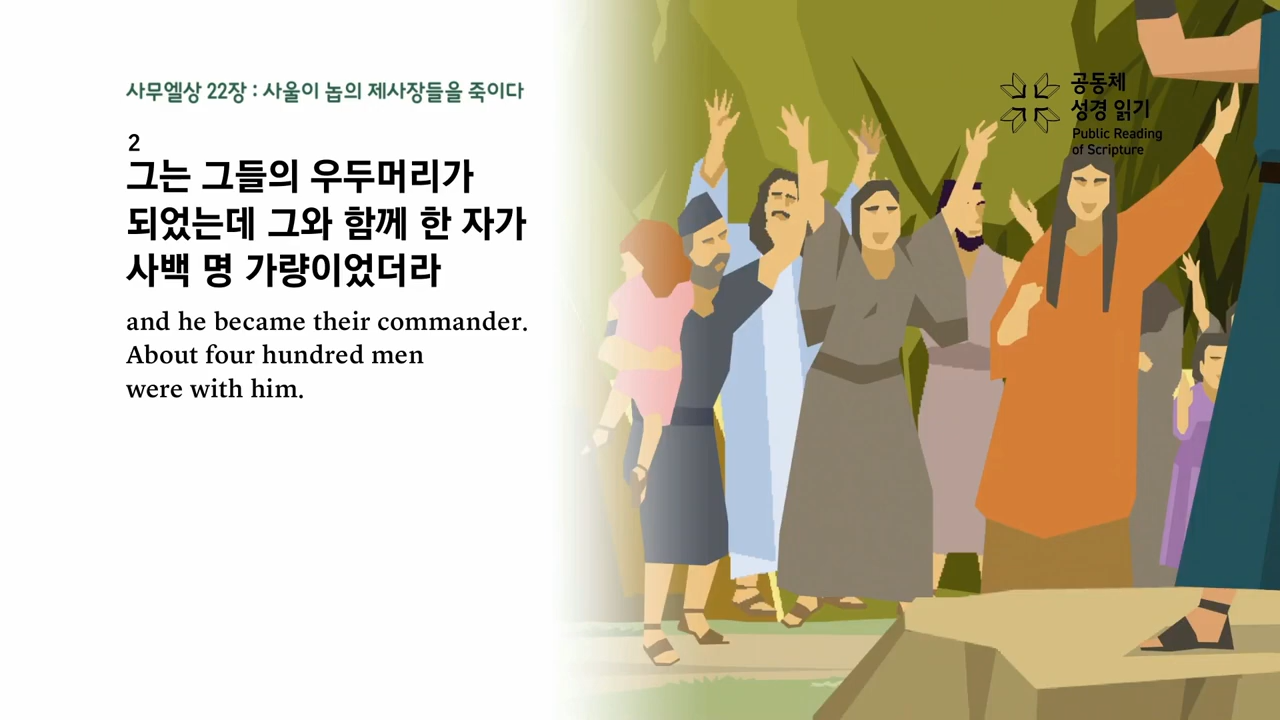 사무엘상 22장 : 사울이 놉의 제사장들을 죽이다
2
그는 그들의 우두머리가
되었는데 그와 함께 한 자가
사백 명 가량이었더라
and he became their commander.
About four hundred men
were with him.
공동체
성경 읽기
Public Reading
of Scripture